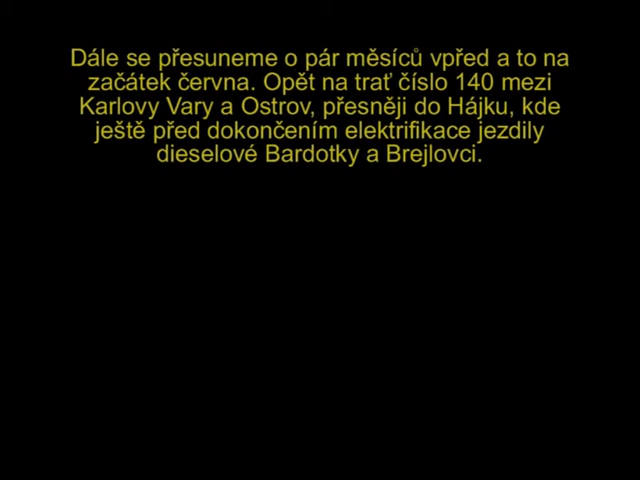 Dále se přesuneme o pár měsíců vpřed a to na
začátek června. Opět na trať číslo 140 mezi
Karlovy Vary a Ostrov, přesněji do Hájku, kde
ještě před dokončením elektrifikace jezdily
dieselové Bardotky a Brejlovci.